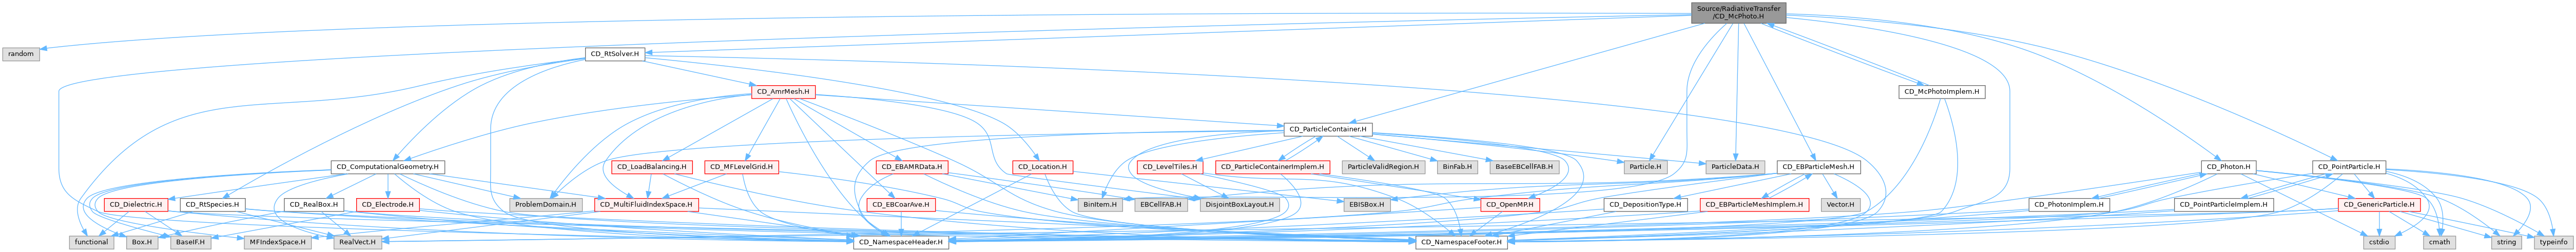 Source/RadiativeTransfer
/CD_McPhoto.H
random
CD_RtSolver.H
CD_AmrMesh.H
CD_McPhotoImplem.H
CD_ParticleContainer.H
CD_ComputationalGeometry.H
CD_LoadBalancing.H
CD_MFLevelGrid.H
CD_EBAMRData.H
CD_Location.H
CD_LevelTiles.H
CD_ParticleContainerImplem.H
ParticleValidRegion.H
BinFab.H
BaseEBCellFAB.H
Particle.H
ParticleData.H
CD_EBParticleMesh.H
CD_Photon.H
CD_PointParticle.H
CD_Dielectric.H
CD_RtSpecies.H
CD_RealBox.H
CD_Electrode.H
ProblemDomain.H
CD_MultiFluidIndexSpace.H
CD_EBCoarAve.H
BinItem.H
EBCellFAB.H
DisjointBoxLayout.H
EBISBox.H
CD_OpenMP.H
CD_DepositionType.H
CD_EBParticleMeshImplem.H
Vector.H
CD_PhotonImplem.H
CD_PointParticleImplem.H
CD_GenericParticle.H
functional
Box.H
BaseIF.H
MFIndexSpace.H
RealVect.H
CD_NamespaceHeader.H
CD_NamespaceFooter.H
cstdio
cmath
string
typeinfo